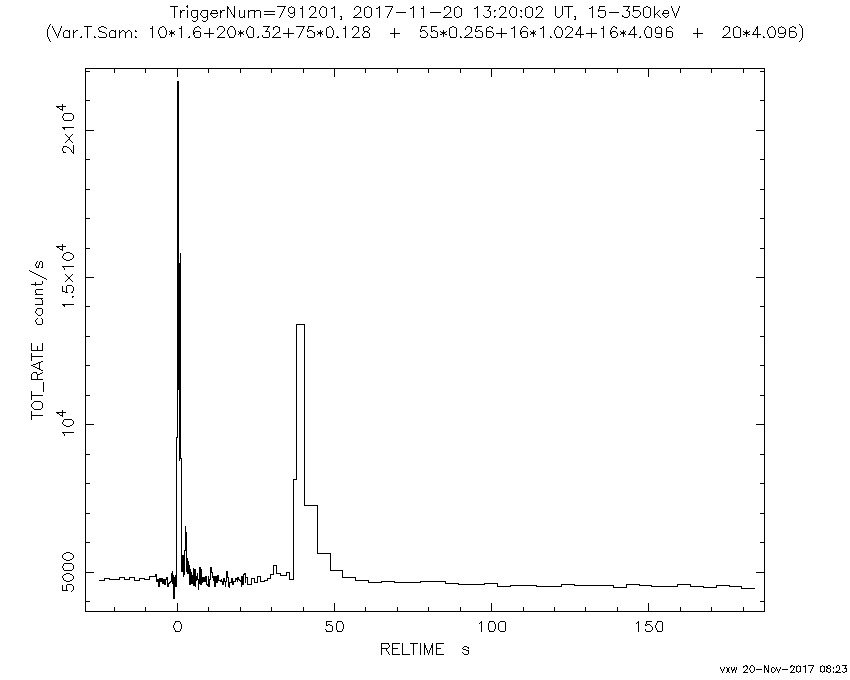 TriggerNum=791201, 2017-11-20 13:20:02 UT, 15-350keV
(Var.T.Sam: 10*1.6+20*0.32+75*0.128 + 55*0.256+16*1.024+16*4.096 + 20*4.096)
2×10⁴
1.5×10⁴
10⁴
5000
TOT_RATE count/s
0 50 100 150
RELTIME s
vxw 20-Nov-2017 08:23